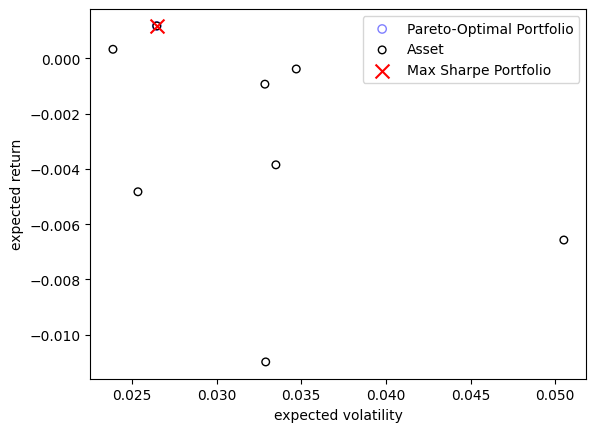 Pareto-Optimal Portfolio
Asset
Max Sharpe Portfolio
expected return
0.000
−0.002
−0.004
−0.006
−0.008
−0.010
0.025 0.030 0.035 0.040 0.045 0.050
expected volatility